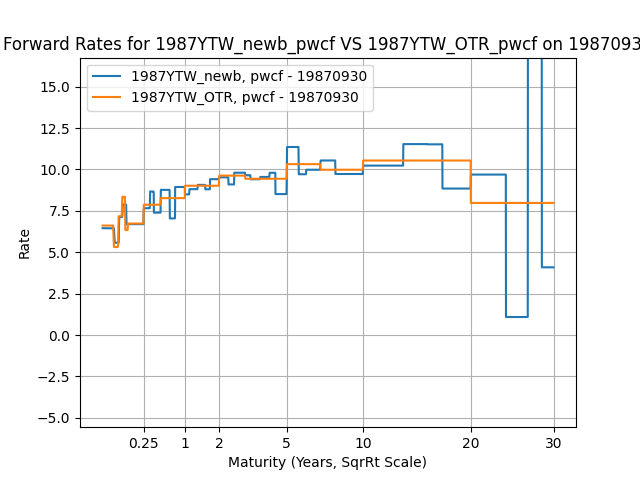 Forward Rates for 1987YTW_newb_pwcf VS 1987YTW_OTR_pwcf on 1987093
1987YTW_newb, pwcf - 19870930
1987YTW_OTR, pwcf - 19870930
15.0
12.5
10.0
7.5
5.0
2.5
0.0
−2.5
−5.0
Rate
0.25 1 2 5 10 20 30
Maturity (Years, SqrRt Scale)